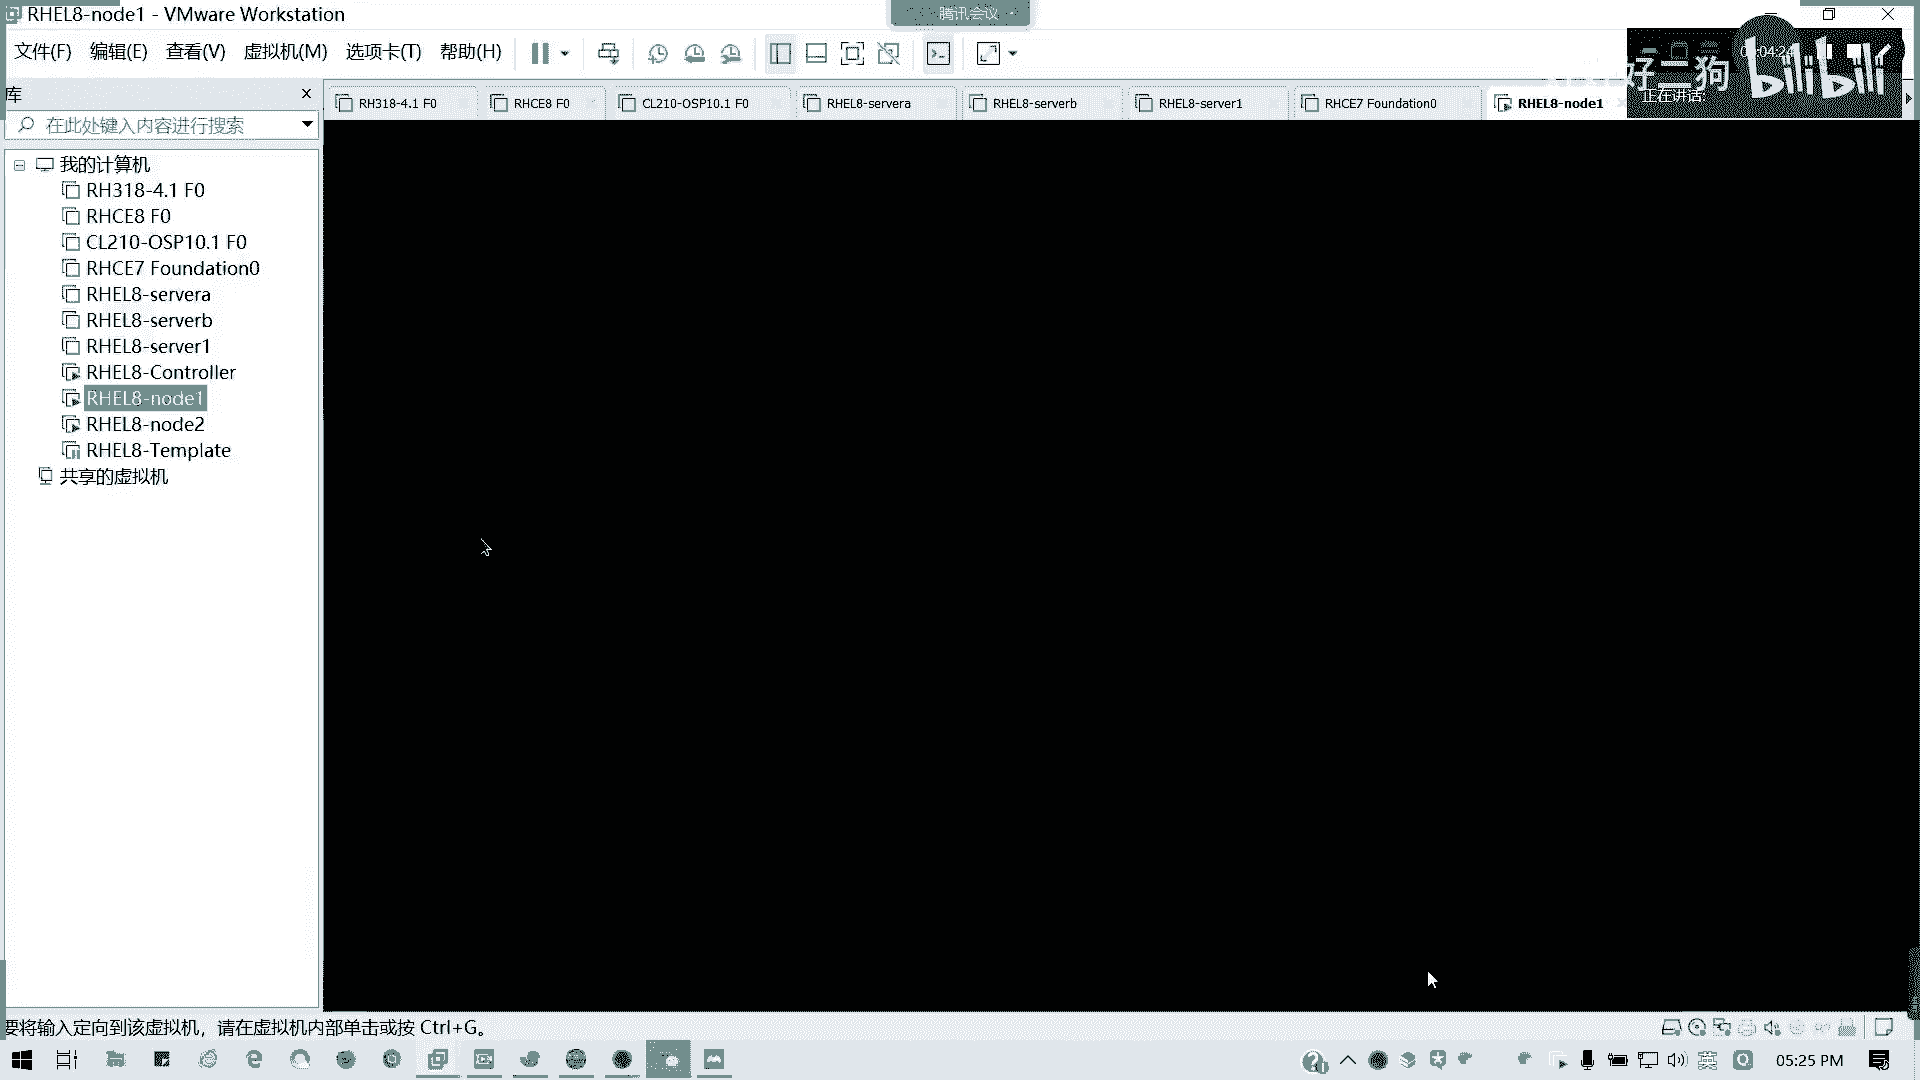 RHEL8-node1 - VMware Workstation
腾讯会议
文件(F) 编辑(E) 查看(V) 虚拟机(M) 选项卡(T) 帮助(H)
04:24
好 狗
bilibili
正在讲话:
库
RH318-4.1 F0
RHCE8 F0
CL210-OSP10.1 F0
RHEL8-servera
RHEL8-serverb
RHEL8-server1
RHCE7 Foundation0
RHEL8-node1
在此处键入内容进行搜索
我的计算机
RH318-4.1 F0
RHCE8 F0
CL210-OSP10.1 F0
RHCE7 Foundation0
RHEL8-servera
RHEL8-serverb
RHEL8-server1
RHEL8-Controller
RHEL8-node1
RHEL8-node2
RHEL8-Template
共享的虚拟机
要将输入定向到该虚拟机，请在虚拟机内部单击或按 Ctrl+G。
英
05:25 PM